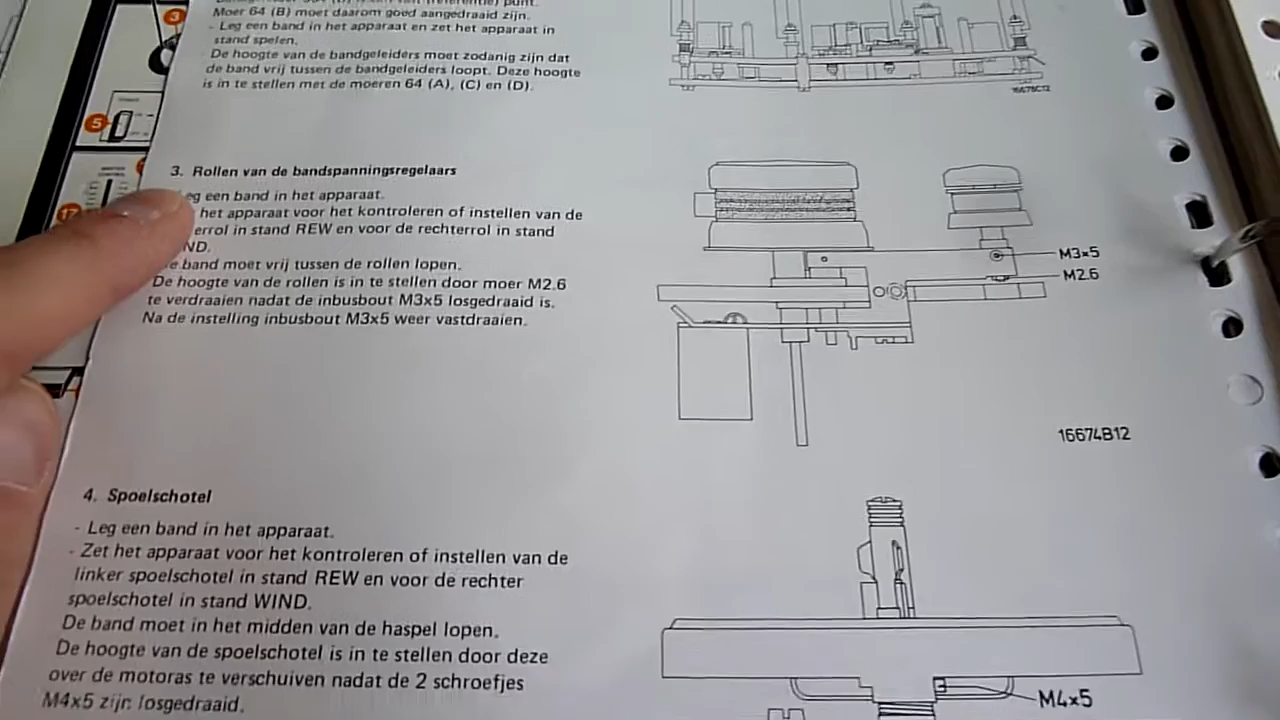 punt.
Moer 64 (B) moet daarom goed aangedraaid zijn.
- Leg een band in het apparaat en zet het apparaat in
stand spelen.
De hoogte van de bandgeleiders moet zodanig zijn dat
de band vrij tussen de bandgeleiders loopt. Deze hoogte
is in te stellen met de moeren 64 (A), (C) en (D).
16678C12
3. Rollen van de bandspanningsregelaars
eg een band in het apparaat.
het apparaat voor het kontroleren of instellen van de
errol in stand REW en voor de rechterrol in stand
ND.
e band moet vrij tussen de rollen lopen.
De hoogte van de rollen is in te stellen door moer M2.6
te verdraaien nadat de inbusbout M3x5 losgedraaid is.
Na de instelling inbusbout M3x5 weer vastdraaien.
M3x5
M2.6
16674B12
4. Spoelschotel
- Leg een band in het apparaat.
- Zet het apparaat voor het kontroleren of instellen van de
linker spoelschotel in stand REW en voor de rechter
spoelschotel in stand WIND.
De band moet in het midden van de haspel lopen.
De hoogte van de spoelschotel is in te stellen door deze
over de motoras te verschuiven nadat de 2 schroefjes
M4x5 zijn losgedraaid.
M4x5
3
5
17